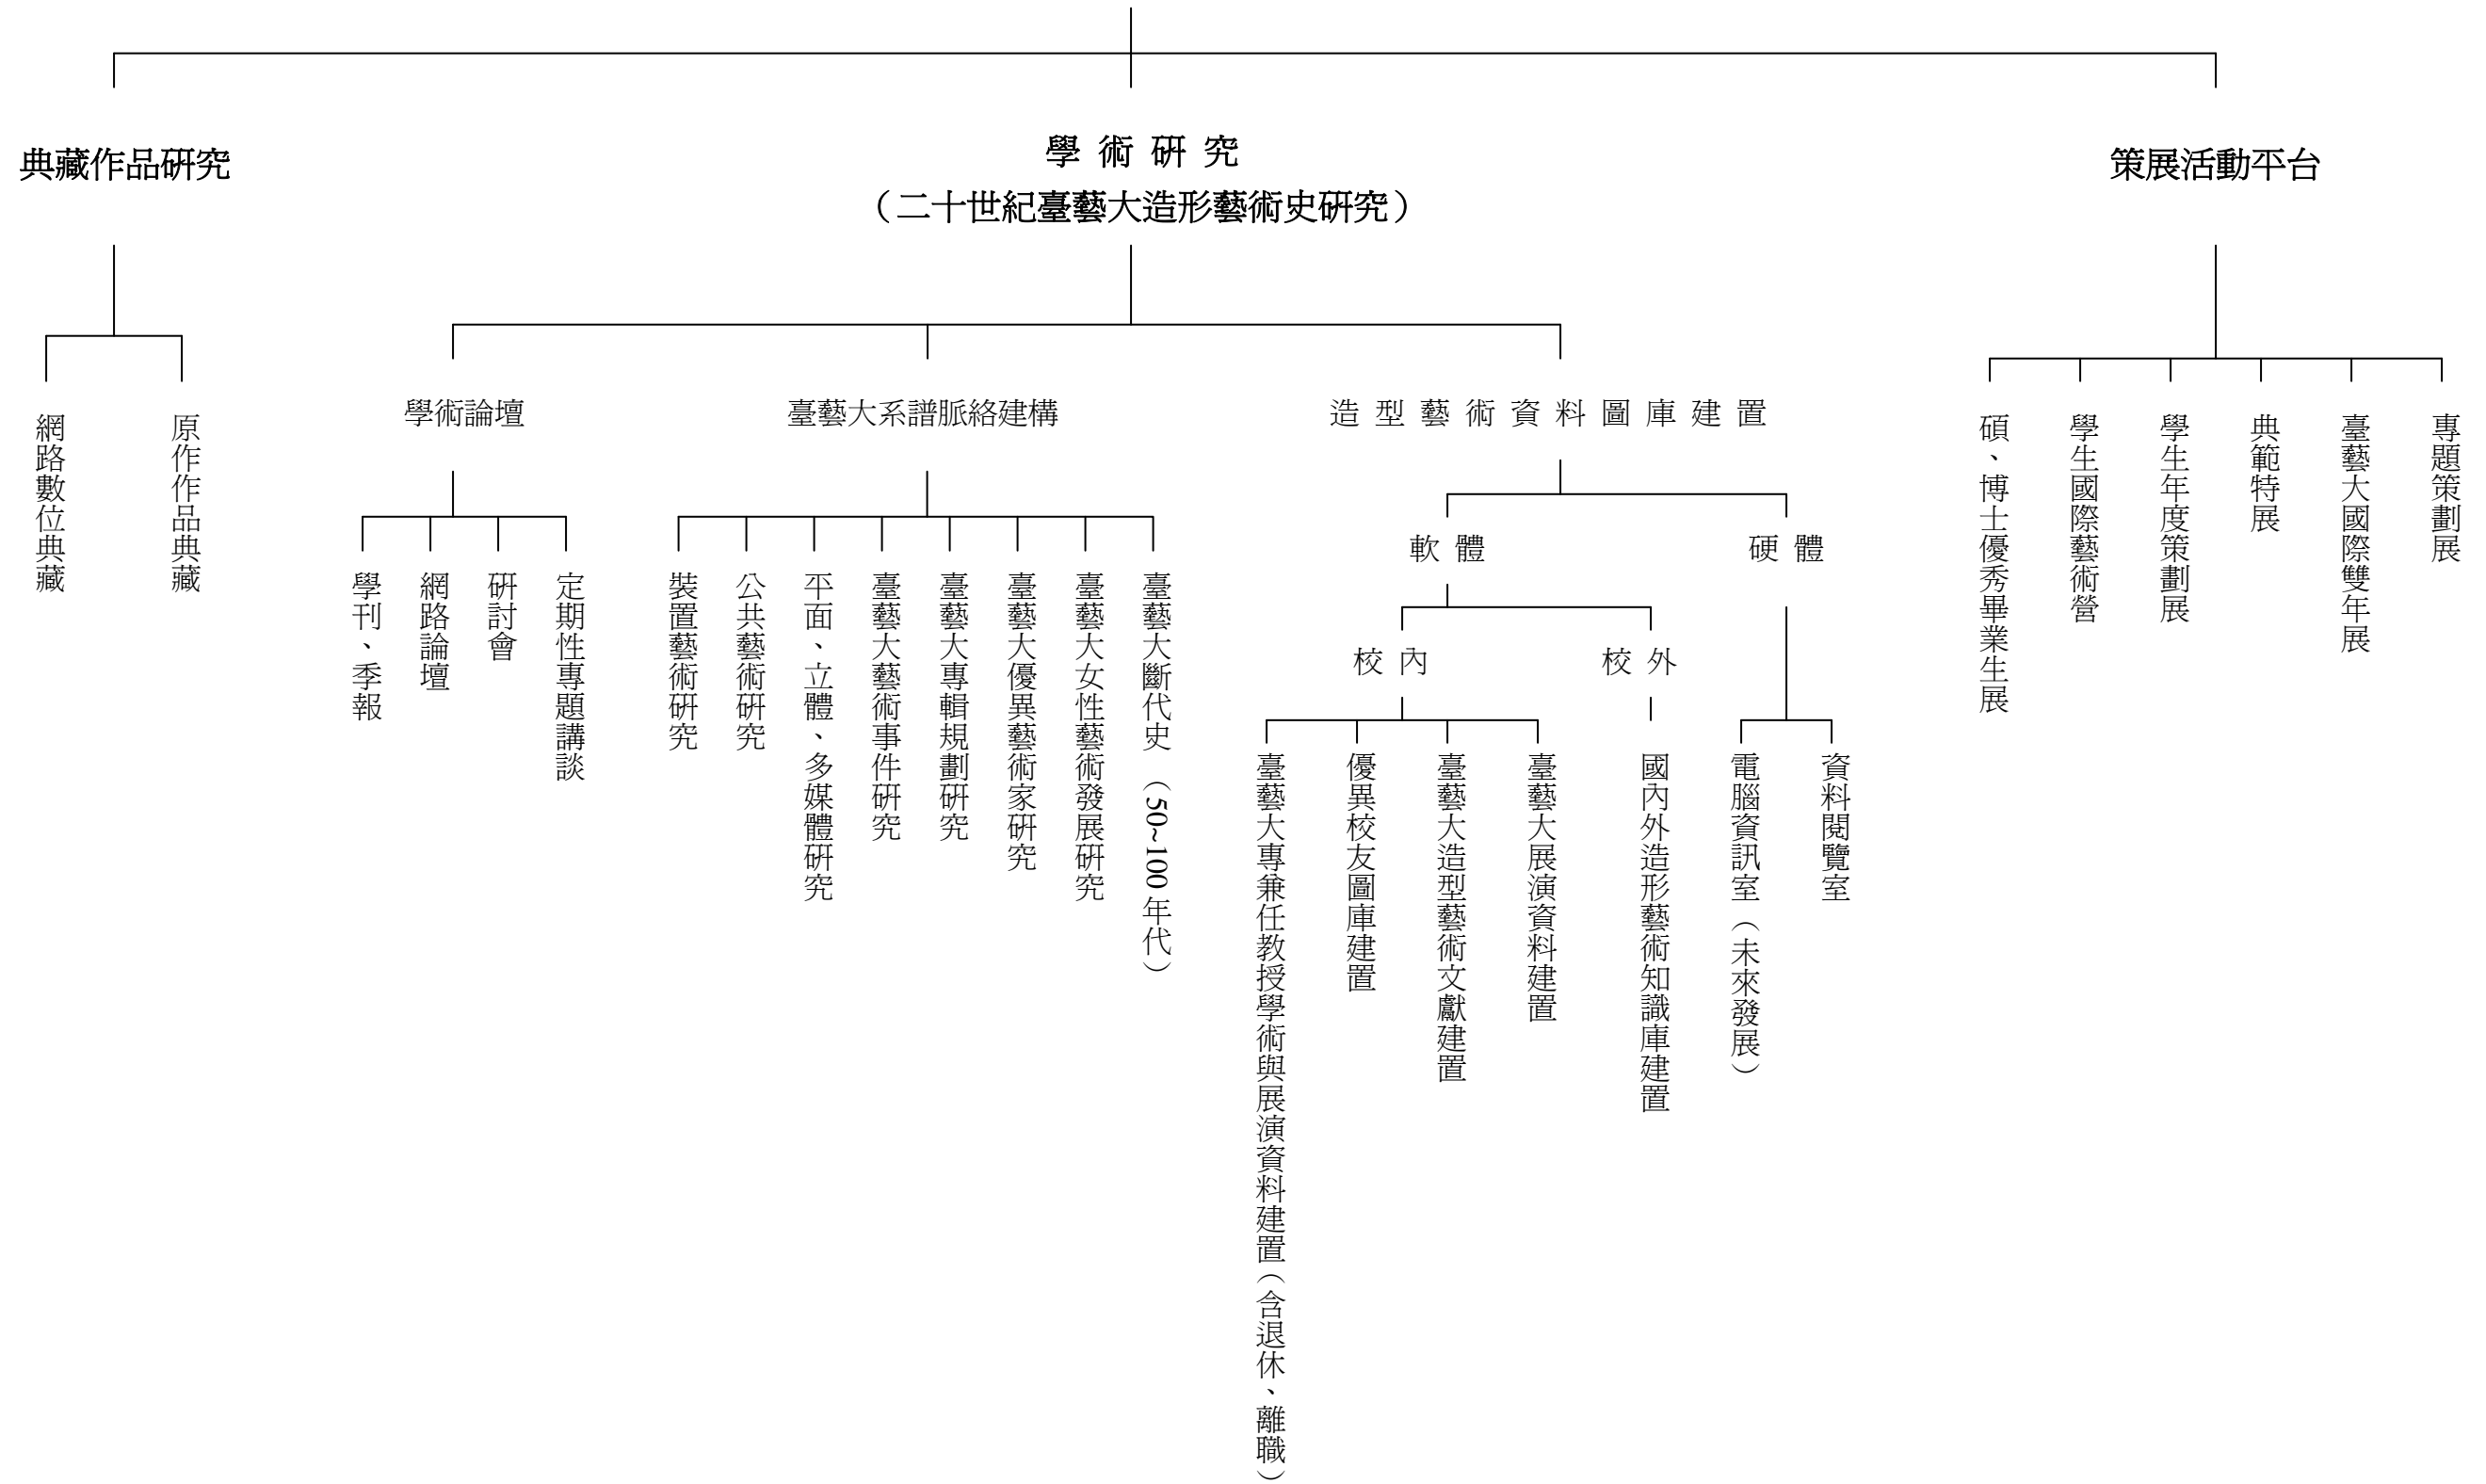 典藏作品研究
學 術 研 究
（二十世紀臺藝大造形藝術史研究）
策展活動平台
網路數位典藏
原作作品典藏
學術論壇
臺藝大系譜脈絡建構
造 型 藝 術 資 料 圖 庫 建 置
學刊、季報
網路論壇
研討會
定期性專題講談
裝置藝術研究
公共藝術研究
平面、立體、多媒體研究
臺藝大藝術事件研究
臺藝大專輯規劃研究
臺藝大優異藝術家研究
臺藝大女性藝術發展研究
臺藝大斷代史（50~100 年代）
軟 體
硬 體
校 內
校 外
臺藝大專兼任教授學術與展演資料建置（含退休、離職）
優異校友圖庫建置
臺藝大造型藝術文獻建置
臺藝大展演資料建置
國內外造形藝術知識庫建置
電腦資訊室（未來發展）
資料閱覽室
碩、博士優秀畢業生展
學生國際藝術營
學生年度策劃展
典範特展
臺藝大國際雙年展
專題策劃展